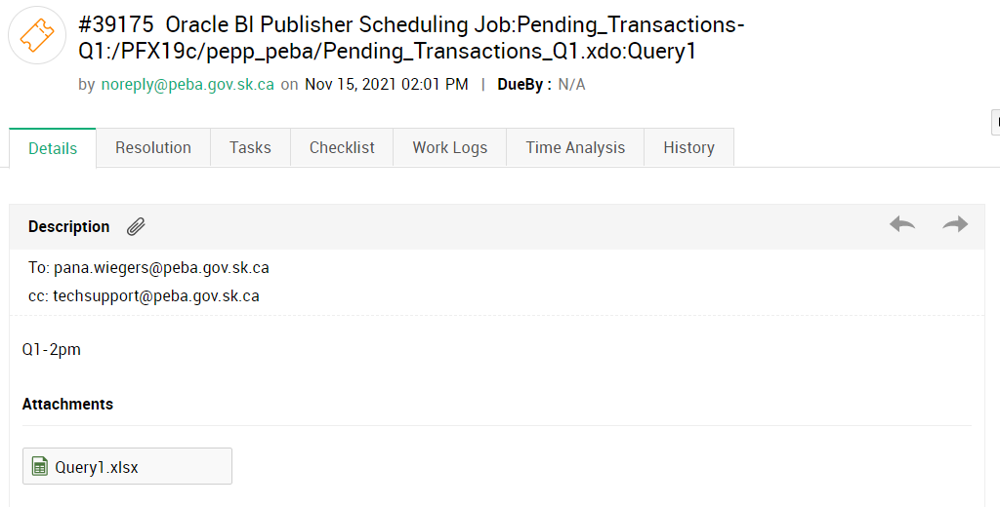 #39175 Oracle BI Publisher Scheduling Job:Pending_Transactions-
Q1:/PFX19c/pepp_peba/Pending_Transactions_Q1.xdo:Query1
by noreply@peba.gov.sk.ca on Nov 15, 2021 02:01 PM | DueBy : N/A
Details Resolution Tasks Checklist Work Logs Time Analysis History
Description
To: pana.wiegers@peba.gov.sk.ca
cc: techsupport@peba.gov.sk.ca
Q1-2pm
Attachments
Query1.xlsx